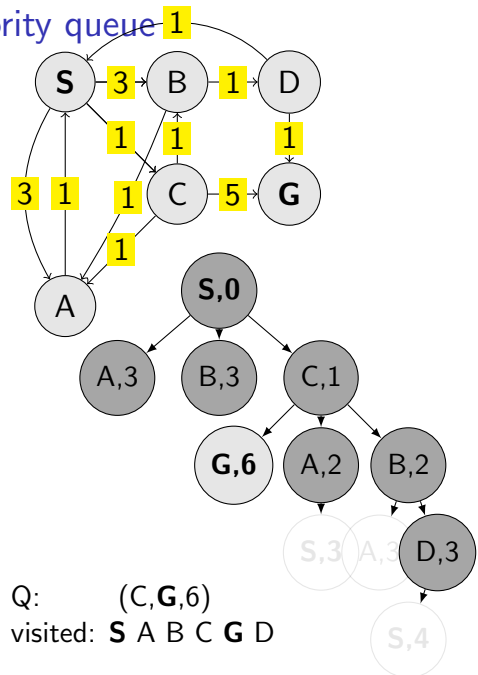 ority queue
1
S 3 B 1 D
1 1 1
3 1 1 C 5 G
1
A
S,0
A,3 B,3 C,1
G,6 A,2 B,2
S,3 A,3 D,3
Q: (C,G,6)
visited: S A B C G D
S,4